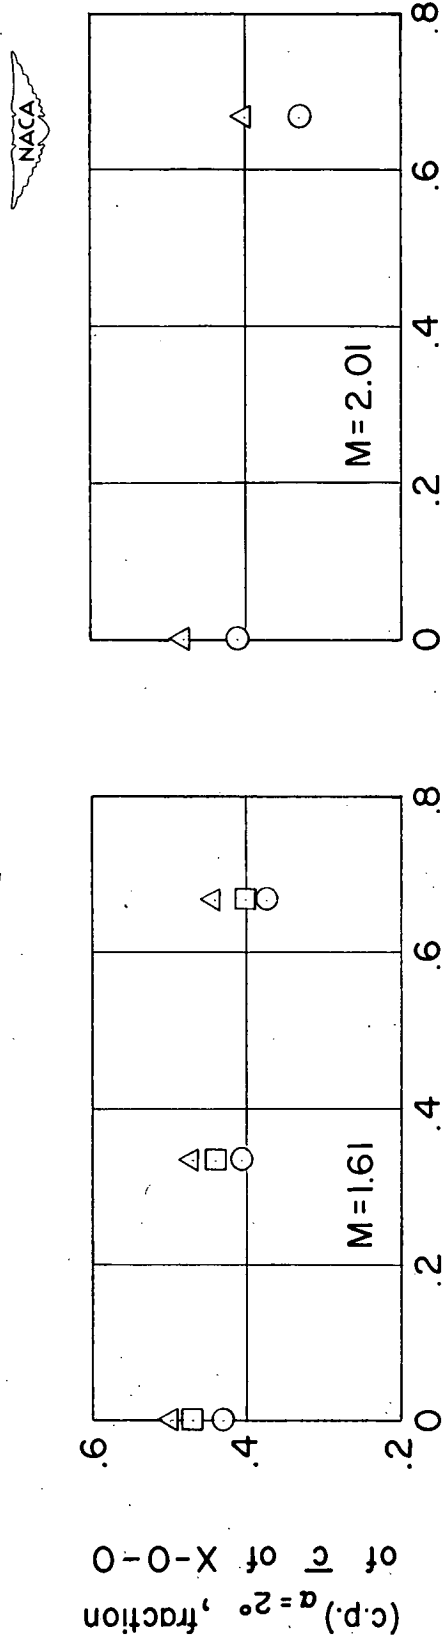 (c.p.)α=2°, fraction
of c̅ of X-O-O
.6
.4
.2
0
.2
.4
.6
.8
M=1.61
0
.2
.4
.6
.8
M=2.01
NACA